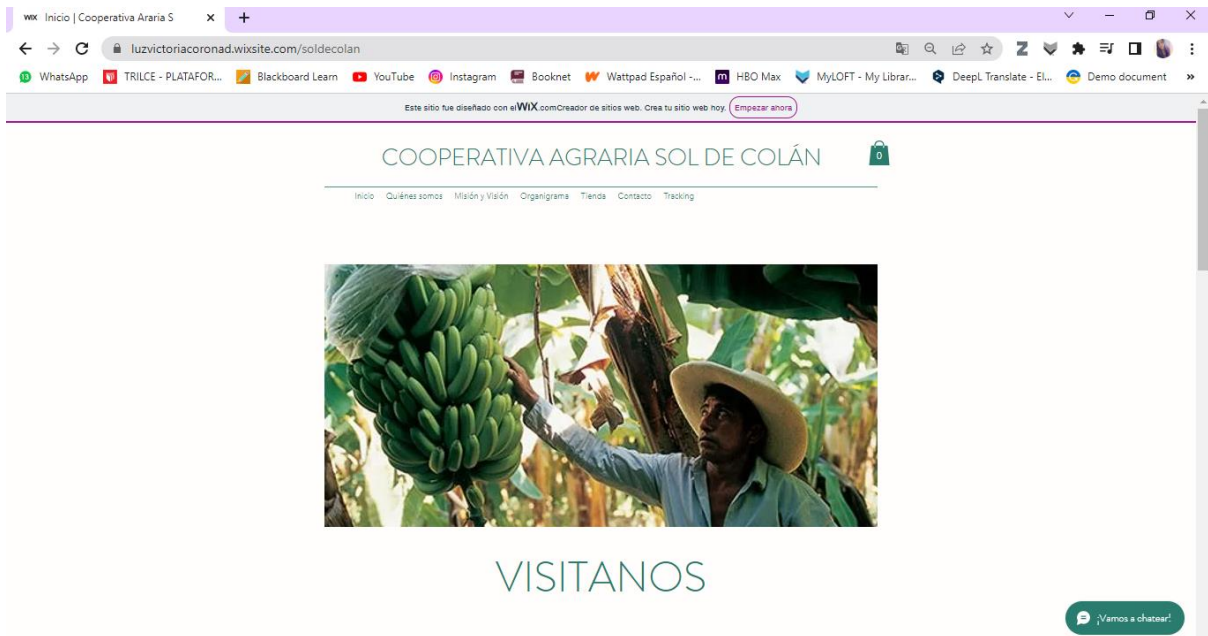 WiX Inicio | Cooperativa Araria S
luzvictoriacoronad.wixsite.com/soldecolan
13 WhatsApp TRILCE - PLATAFOR... Blackboard Learn YouTube Instagram Booknet Wattpad Español -... m HBO Max MyLOFT - My Librar... DeepL Translate - El... Demo document »
Este sitio fue diseñado con el WiX.com Creador de sitios web. Crea tu sitio web hoy. Empezar ahora
COOPERATIVA AGRARIA SOL DE COLÁN 0
Inicio Quiénes somos Misión y Visión Organigrama Tienda Contacto Tracking
VISITANOS
¡Vamos a chatear!